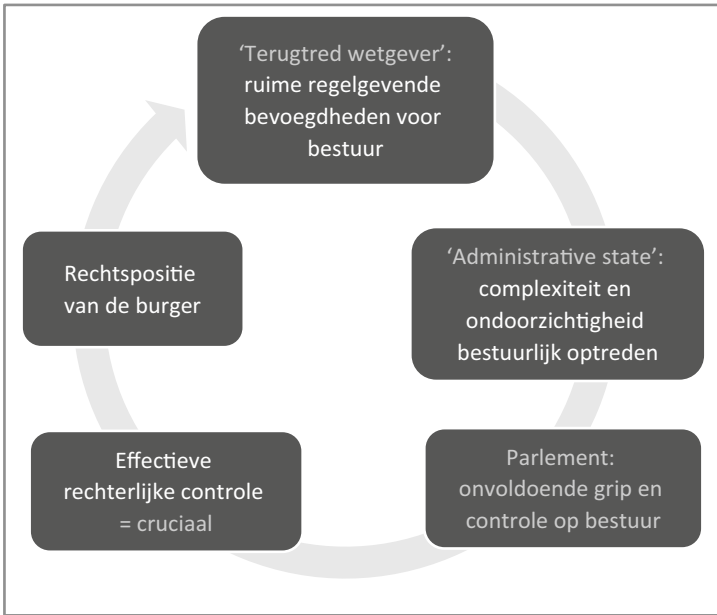 ‘Terugtred wetgever’:
ruime regelgevende
bevoegdheden voor
bestuur
‘Administrative state’:
complexiteit en
ondoorzichtigheid
bestuurlijk optreden
Parlement:
onvoldoende grip en
controle op bestuur
Effectieve
rechterlijke controle
= cruciaal
Rechtspositie
van de burger